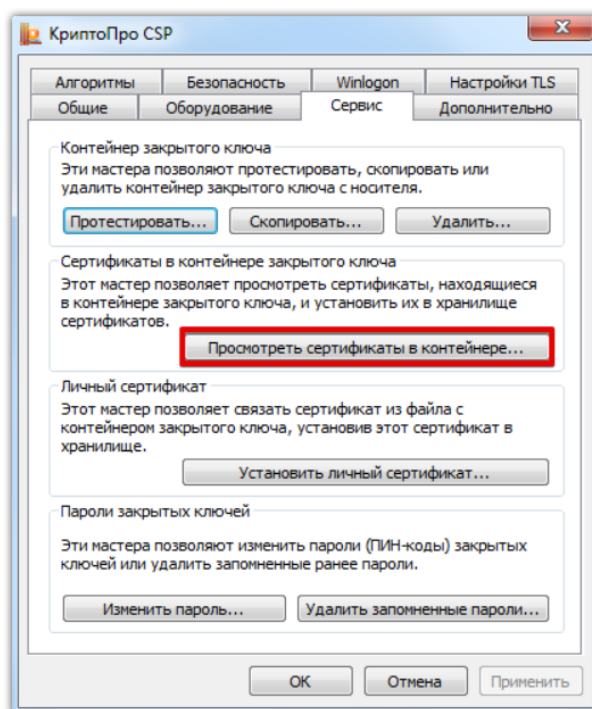 КриптоПро CSP
Алгоритмы Безопасность Winlogon Настройки TLS
Общие Оборудование Сервис Дополнительно
Контейнер закрытого ключа
Эти мастера позволяют протестировать, скопировать или
удалить контейнер закрытого ключа с носителя.
Протестировать... Скопировать... Удалить...
Сертификаты в контейнере закрытого ключа
Этот мастер позволяет просмотреть сертификаты, находящиеся
в контейнере закрытого ключа, и установить их в хранилище
сертификатов.
Просмотреть сертификаты в контейнере...
Личный сертификат
Этот мастер позволяет связать сертификат из файла с
контейнером закрытого ключа, установив этот сертификат в
хранилище.
Установить личный сертификат...
Пароли закрытых ключей
Эти мастера позволяют изменить пароли (ПИН-коды) закрытых
ключей или удалить запомненные ранее пароли.
Изменить пароль... Удалить запомненные пароли...
ОК Отмена Применить